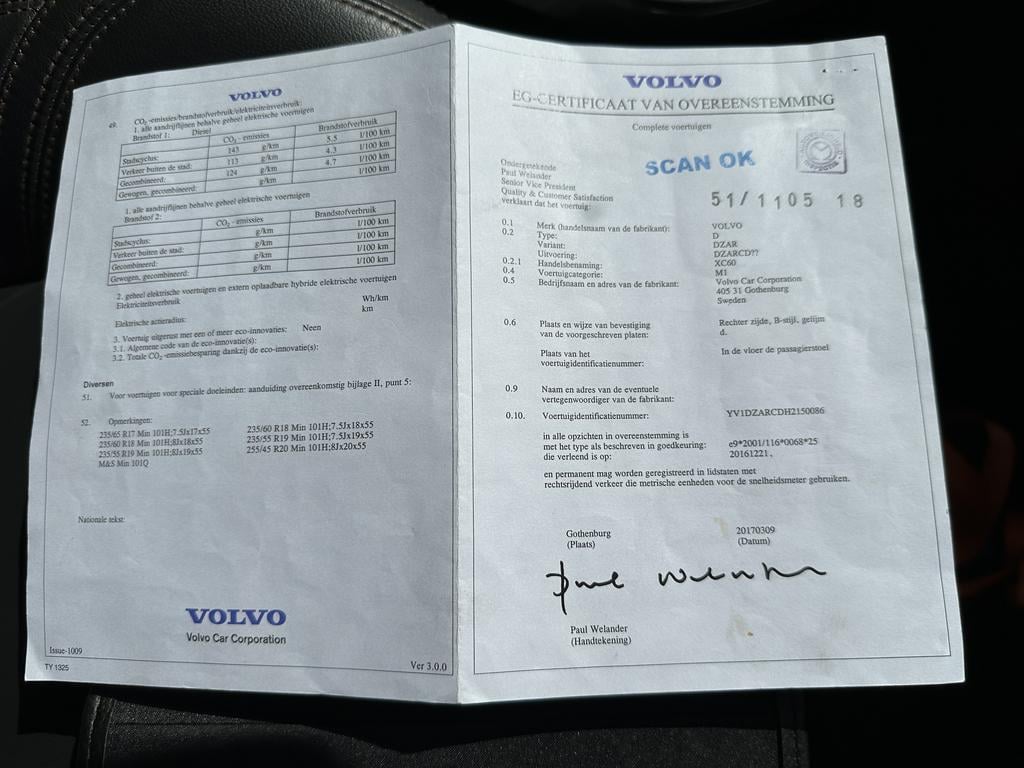 VOLVO
49. CO2-emissies/brandstofverbruik/elektriciteitsverbruik:
1. alle aandrijflijnen behalve geheel elektrische voertuigen
Brandstof 1: Diesel
CO2 - emissies Brandstofverbruik
Stadscyclus: 143 g/km 5.5 l/100 km
Verkeer buiten de stad: 113 g/km 4.3 l/100 km
Gecombineerd: 124 g/km 4.7 l/100 km
Gewogen, gecombineerd: g/km l/100 km
1. alle aandrijflijnen behalve geheel elektrische voertuigen
Brandstof 2:
CO2 - emissies Brandstofverbruik
Stadscyclus: g/km l/100 km
Verkeer buiten de stad: g/km l/100 km
Gecombineerd: g/km l/100 km
Gewogen, gecombineerd: g/km l/100 km
2. geheel elektrische voertuigen en extern oplaadbare hybride elektrische voertuigen
Elektriciteitsverbruik Wh/km
Elektrische actieradius: km
3. Voertuig uitgerust met een of meer eco-innovaties: Neen
3.1. Algemene code van de eco-innovatie(s):
3.2. Totale CO2-emissiebesparing dankzij de eco-innovatie(s):
Diversen
51. Voor voertuigen voor speciale doeleinden: aanduiding overeenkomstig bijlage II, punt 5:
52. Opmerkingen:
235/65 R17 Min 101H;7.5Jx17x55 235/60 R18 Min 101H;7.5Jx18x55
235/60 R18 Min 101H;8Jx18x55 235/55 R19 Min 101H;7.5Jx19x55
235/55 R19 Min 101H;8Jx19x55 255/45 R20 Min 101H;8Jx20x55
M&S Min 101Q
Nationale tekst:
VOLVO
Volvo Car Corporation
Issue-1009
TY 1325 Ver 3.0.0
VOLVO
EG-CERTIFICAAT VAN OVEREENSTEMMING
Complete voertuigen
SCAN OK
Ondergetekende
Paul Welander
Senior Vice President
Quality & Customer Satisfaction
verklaart dat het voertuig:
51/1105 18
0.1 Merk (handelsnaam van de fabrikant): VOLVO
0.2 Type: D
Variant: DZAR
Uitvoering: DZARCD??
0.2.1 Handelsbenaming: XC60
0.4 Voertuigcategorie: M1
0.5 Bedrijfsnaam en adres van de fabrikant: Volvo Car Corporation
405 31 Gothenburg
Sweden
0.6 Plaats en wijze van bevestiging Rechter zijde, B-stijl, gelijm
van de voorgeschreven platen: d.
Plaats van het In de vloer de passagierstoel
voertuigidentificatienummer:
0.9 Naam en adres van de eventuele
vertegenwoordiger van de fabrikant:
0.10. Voertuigidentificatienummer: YV1DZARCDH2150086
in alle opzichten in overeenstemming is
met het type als beschreven in goedkeuring: e9*2001/116*0068*25
die verleend is op: 20161221,
en permanent mag worden geregistreerd in lidstaten met
rechtsrijdend verkeer die metrische eenheden voor de snelheidsmeter gebruiken.
Gothenburg 20170309
(Plaats) (Datum)
Paul Welander
(Handtekening)